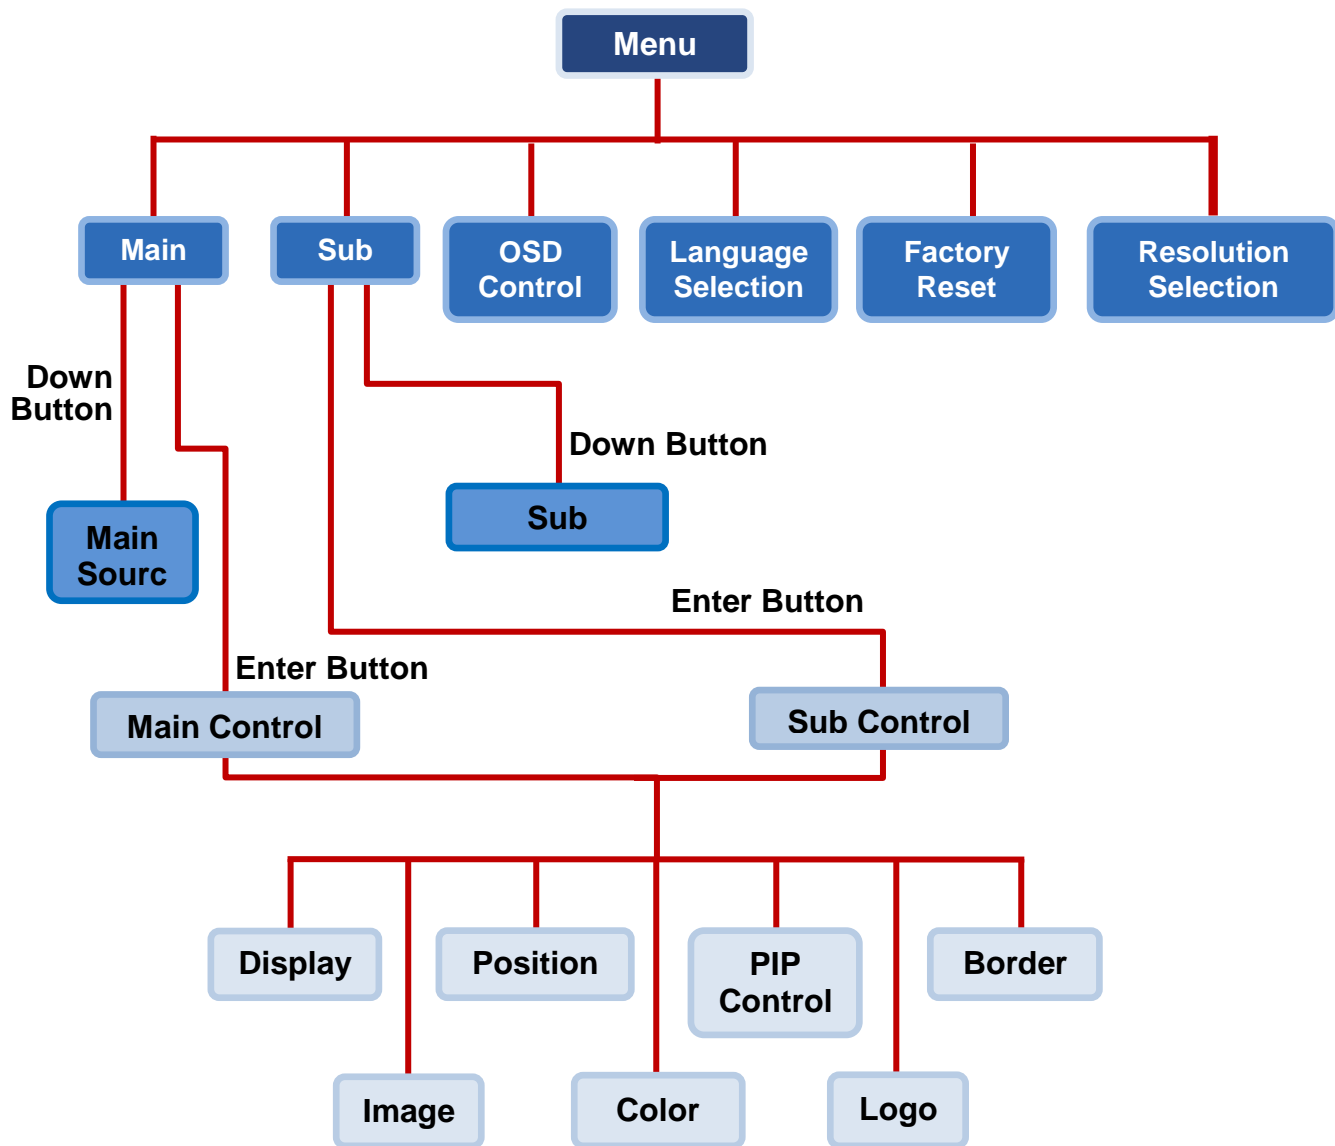 Menu
Main
Sub
OSD
Control
Language
Selection
Factory
Reset
Resolution
Selection
Down
Button
Down Button
Main
Sourc
Sub
Enter Button
Enter Button
Main Control
Sub Control
Display
Position
PIP
Control
Border
Image
Color
Logo